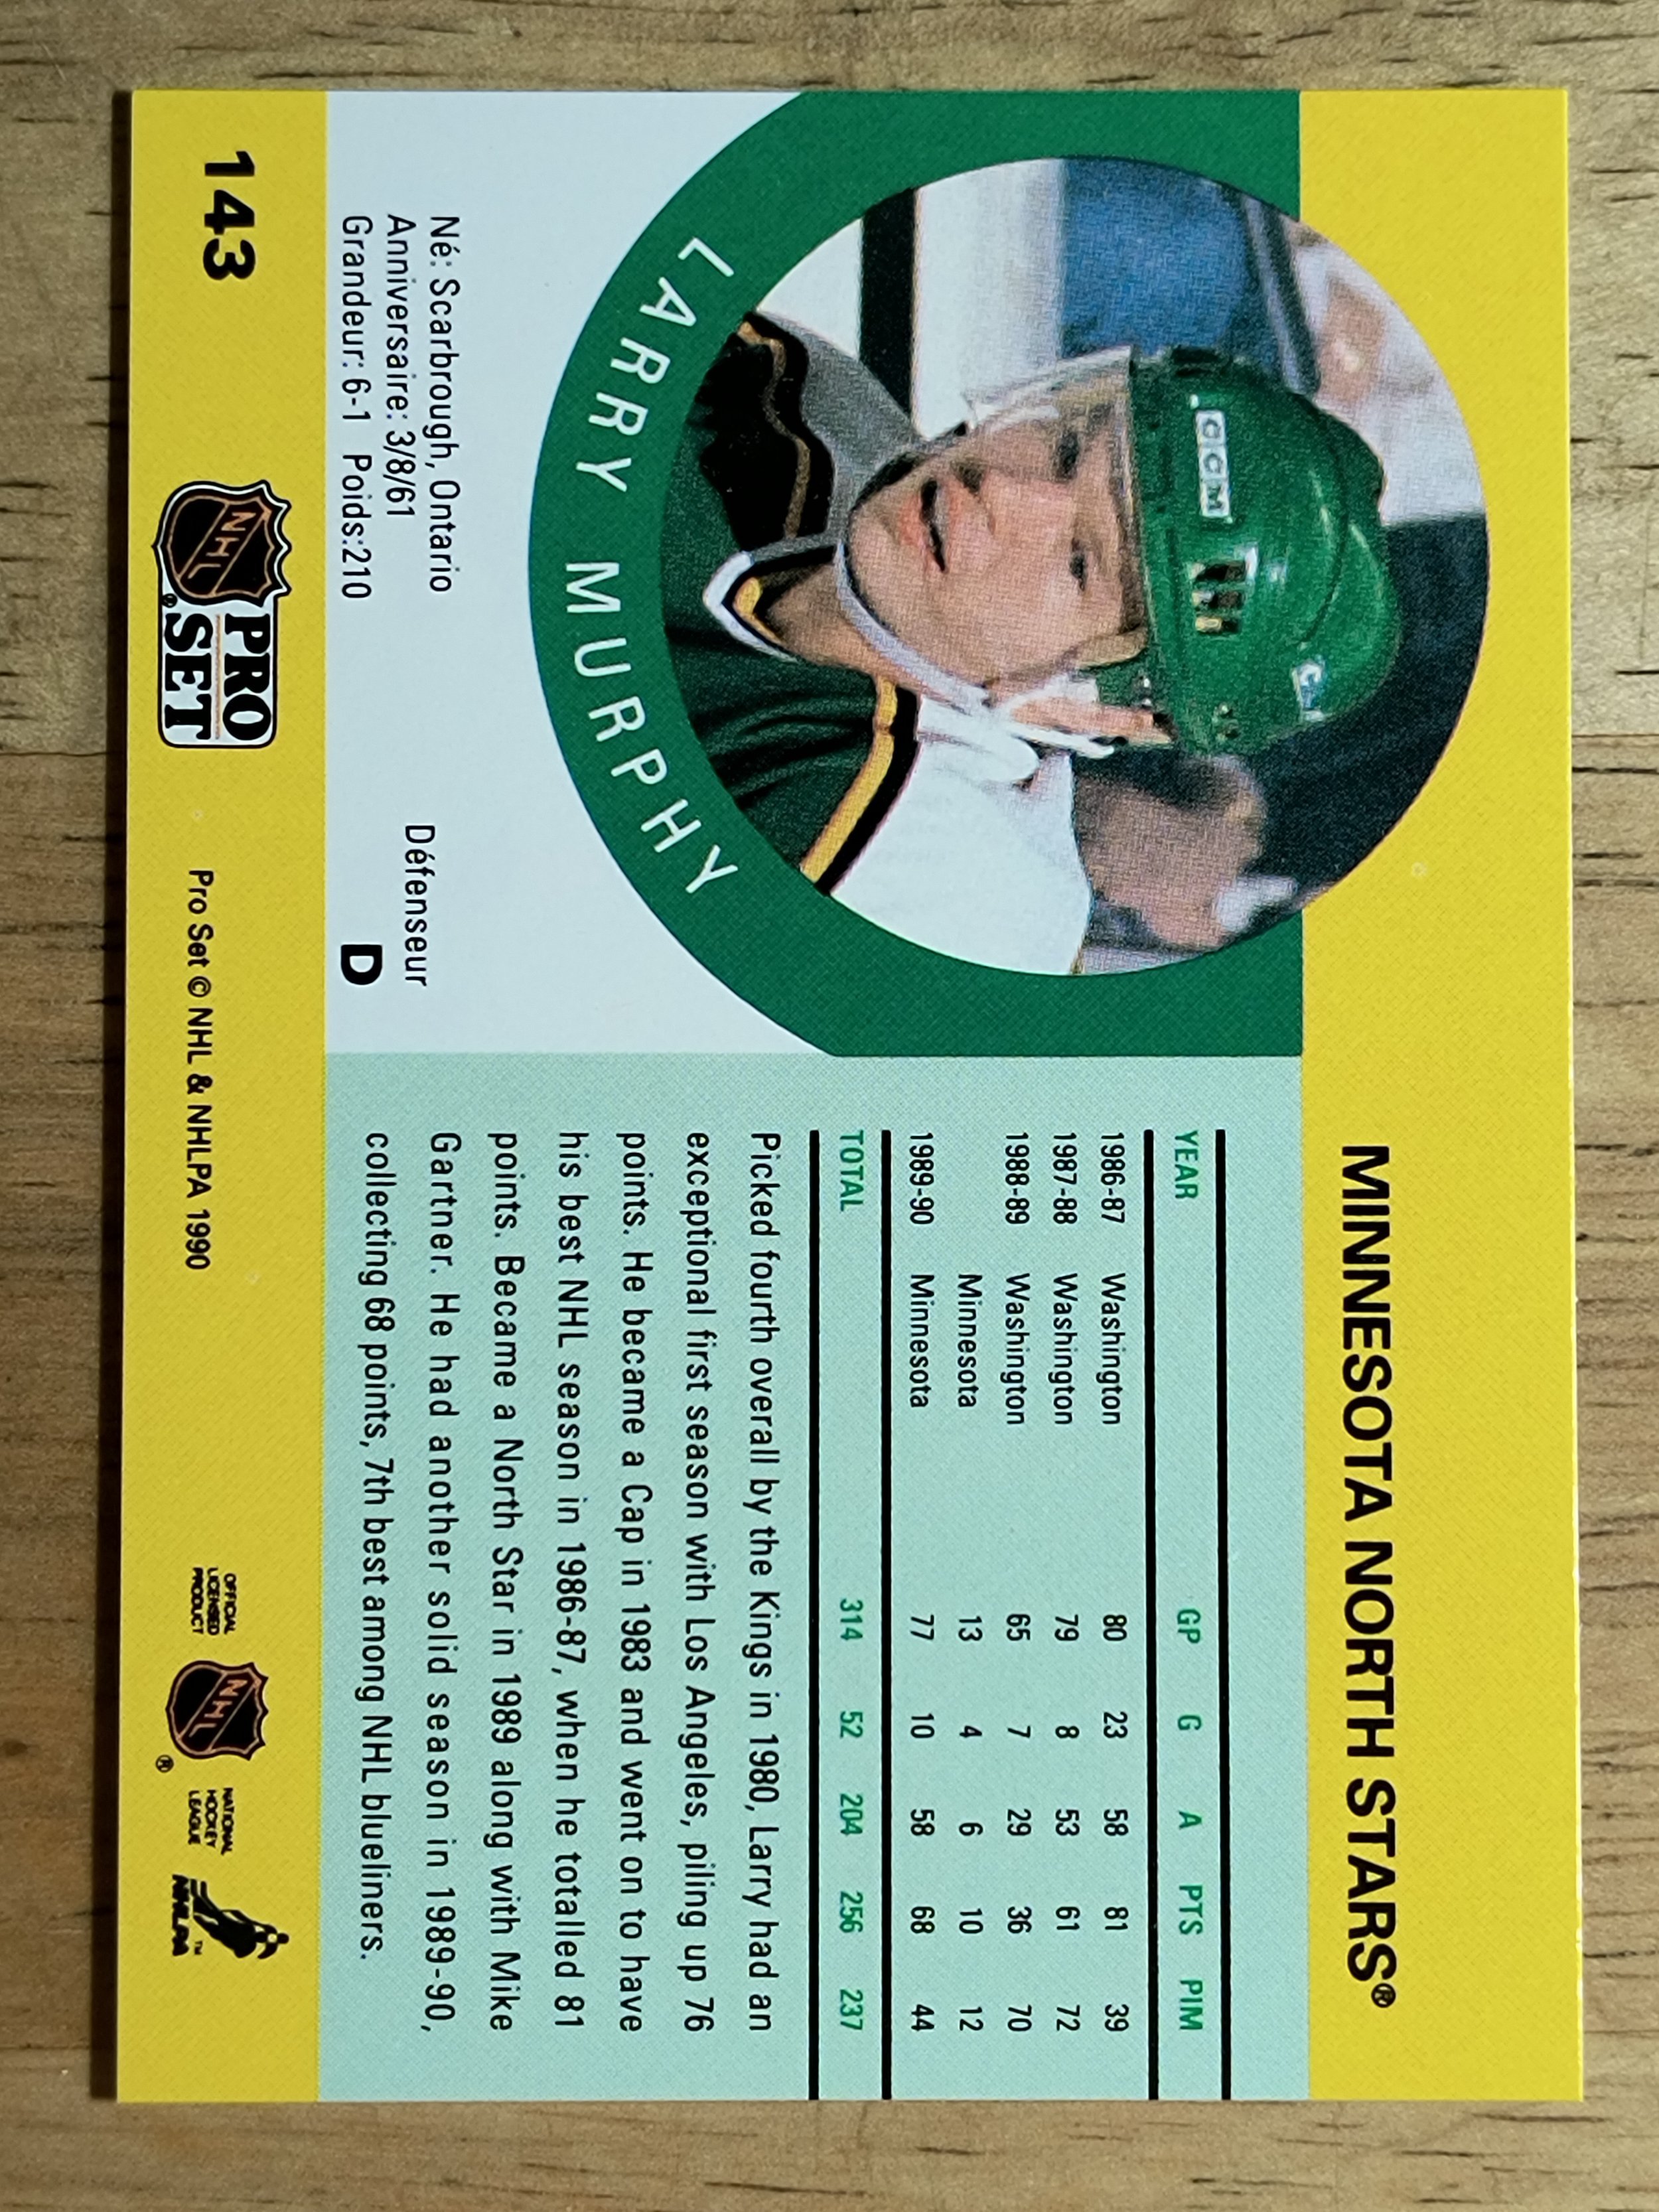 MINNESOTA NORTH STARS®
CCM
LARRY MURPHY
Né: Scarbrough, Ontario
Anniversaire: 3/8/61
Grandeur: 6-1 Poids:210
Défenseur
D
YEAR GP G A PTS PIM
1986-87 Washington 80 23 58 81 39
1987-88 Washington 79 8 53 61 72
1988-89 Washington 65 7 29 36 70
Minnesota 13 4 6 10 12
1989-90 Minnesota 77 10 58 68 44
TOTAL 314 52 204 256 237
Picked fourth overall by the Kings in 1980, Larry had an
exceptional first season with Los Angeles, piling up 76
points. He became a Cap in 1983 and went on to have
his best NHL season in 1986-87, when he totalled 81
points. Became a North Star in 1989 along with Mike
Gartner. He had another solid season in 1989-90,
collecting 68 points, 7th best among NHL blueliners.
143
NHL
PRO
SET®
Pro Set © NHL & NHLPA 1990
OFFICIAL
LICENSED
PRODUCT
NHL®
NATIONAL
HOCKEY
LEAGUE
NHLPA™